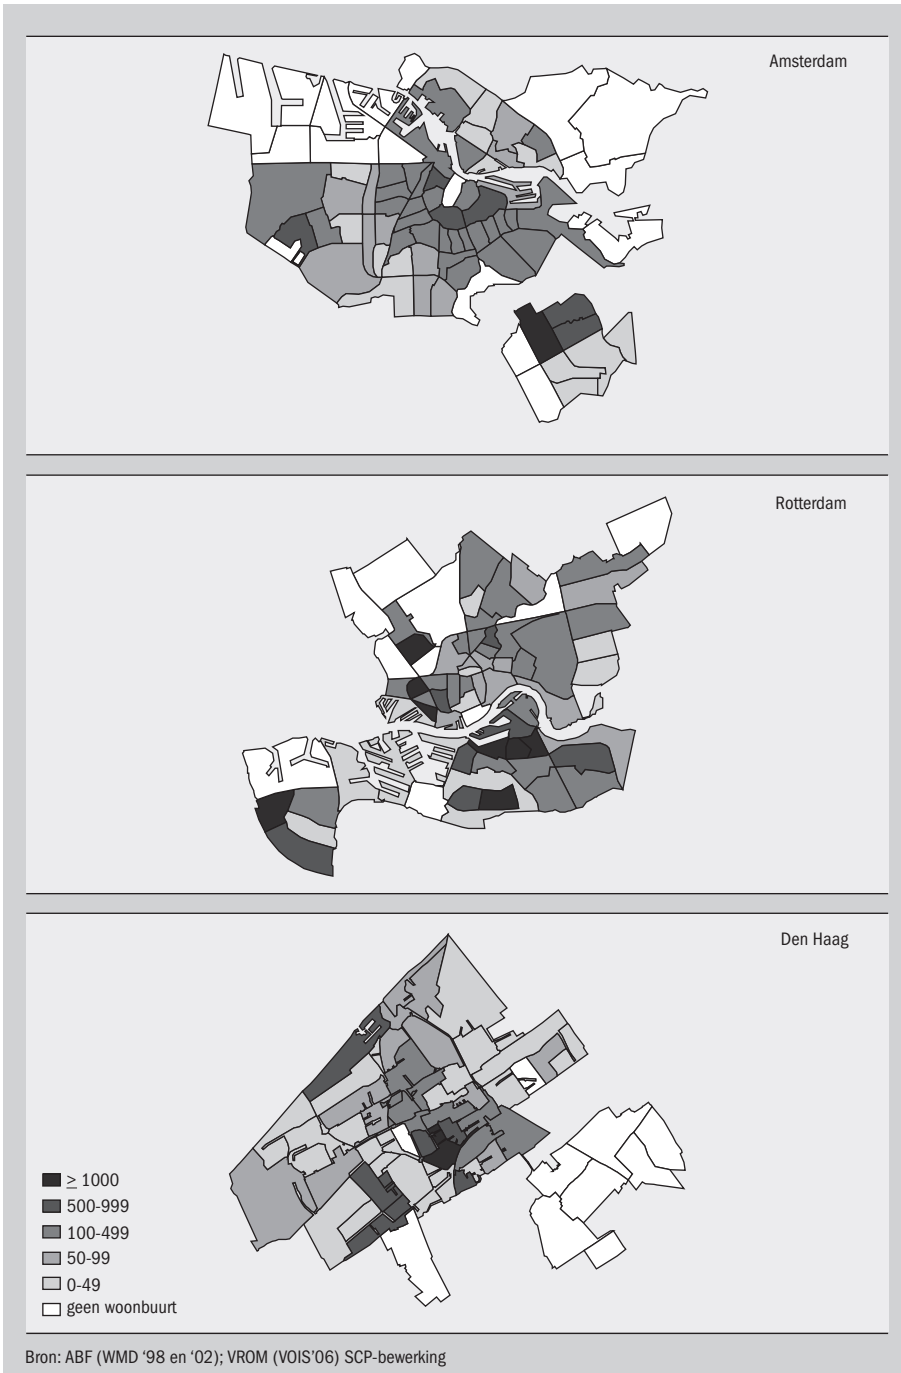 Amsterdam
Rotterdam
Den Haag
≥ 1000
500-999
100-499
50-99
0-49
geen woonbuurt
Bron: ABF (WMD ‘98 en ‘02); VROM (VOIS’06) SCP-bewerking